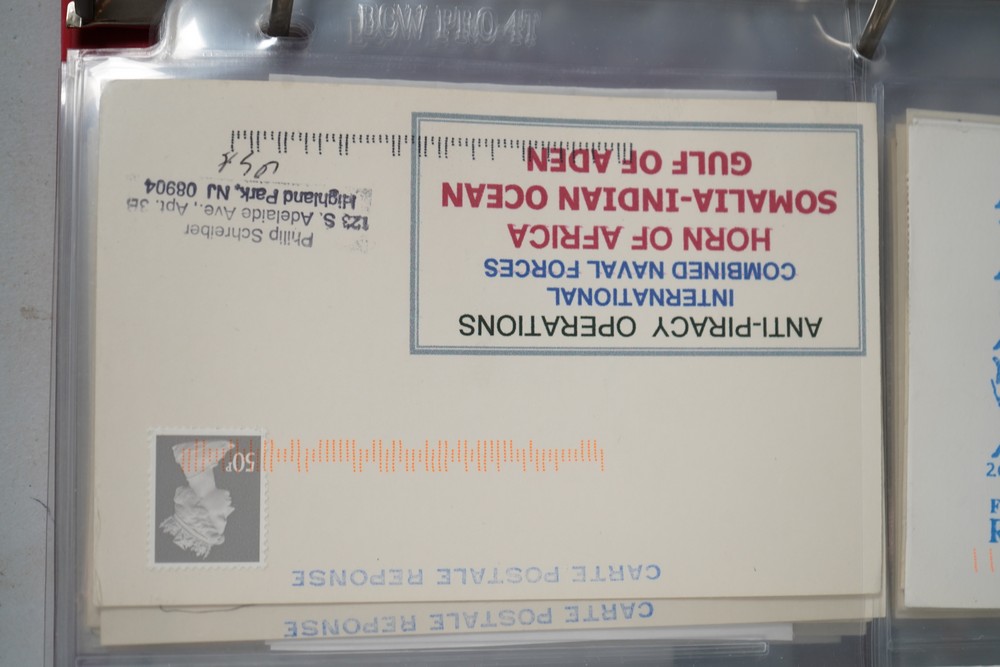 BCW PRO 4T
CARTE POSTALE REPONSE
CARTE POSTALE REPONSE
50P
ANTI-PIRACY OPERATIONS
INTERNATIONAL
COMBINED NAVAL FORCES
HORN OF AFRICA
SOMALIA-INDIAN OCEAN
GULF OF ADEN
Philip Schreiber
123 S. Adelaide Ave., Apt. 3B
Highland Park, NJ 08904
USA